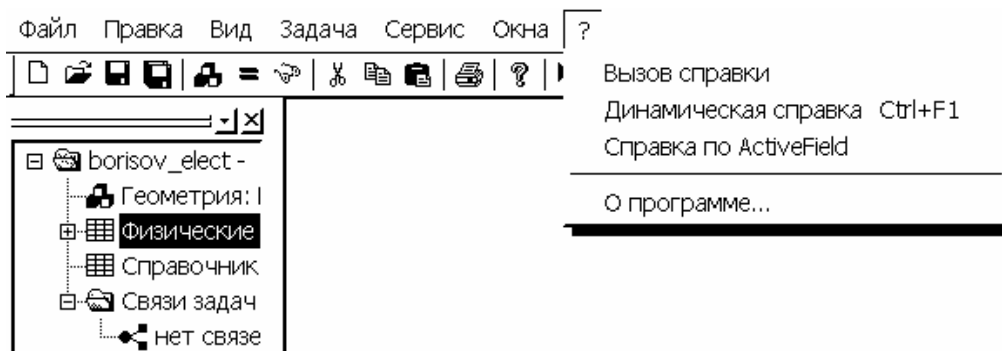 Файл Правка Вид Задача Сервис Окна ?
Вызов справки
Динамическая справка Ctrl+F1
Справка по ActiveField
О программе...
borisov_elect -
Геометрия:
Физические
Справочник
Связи задач
нет связе